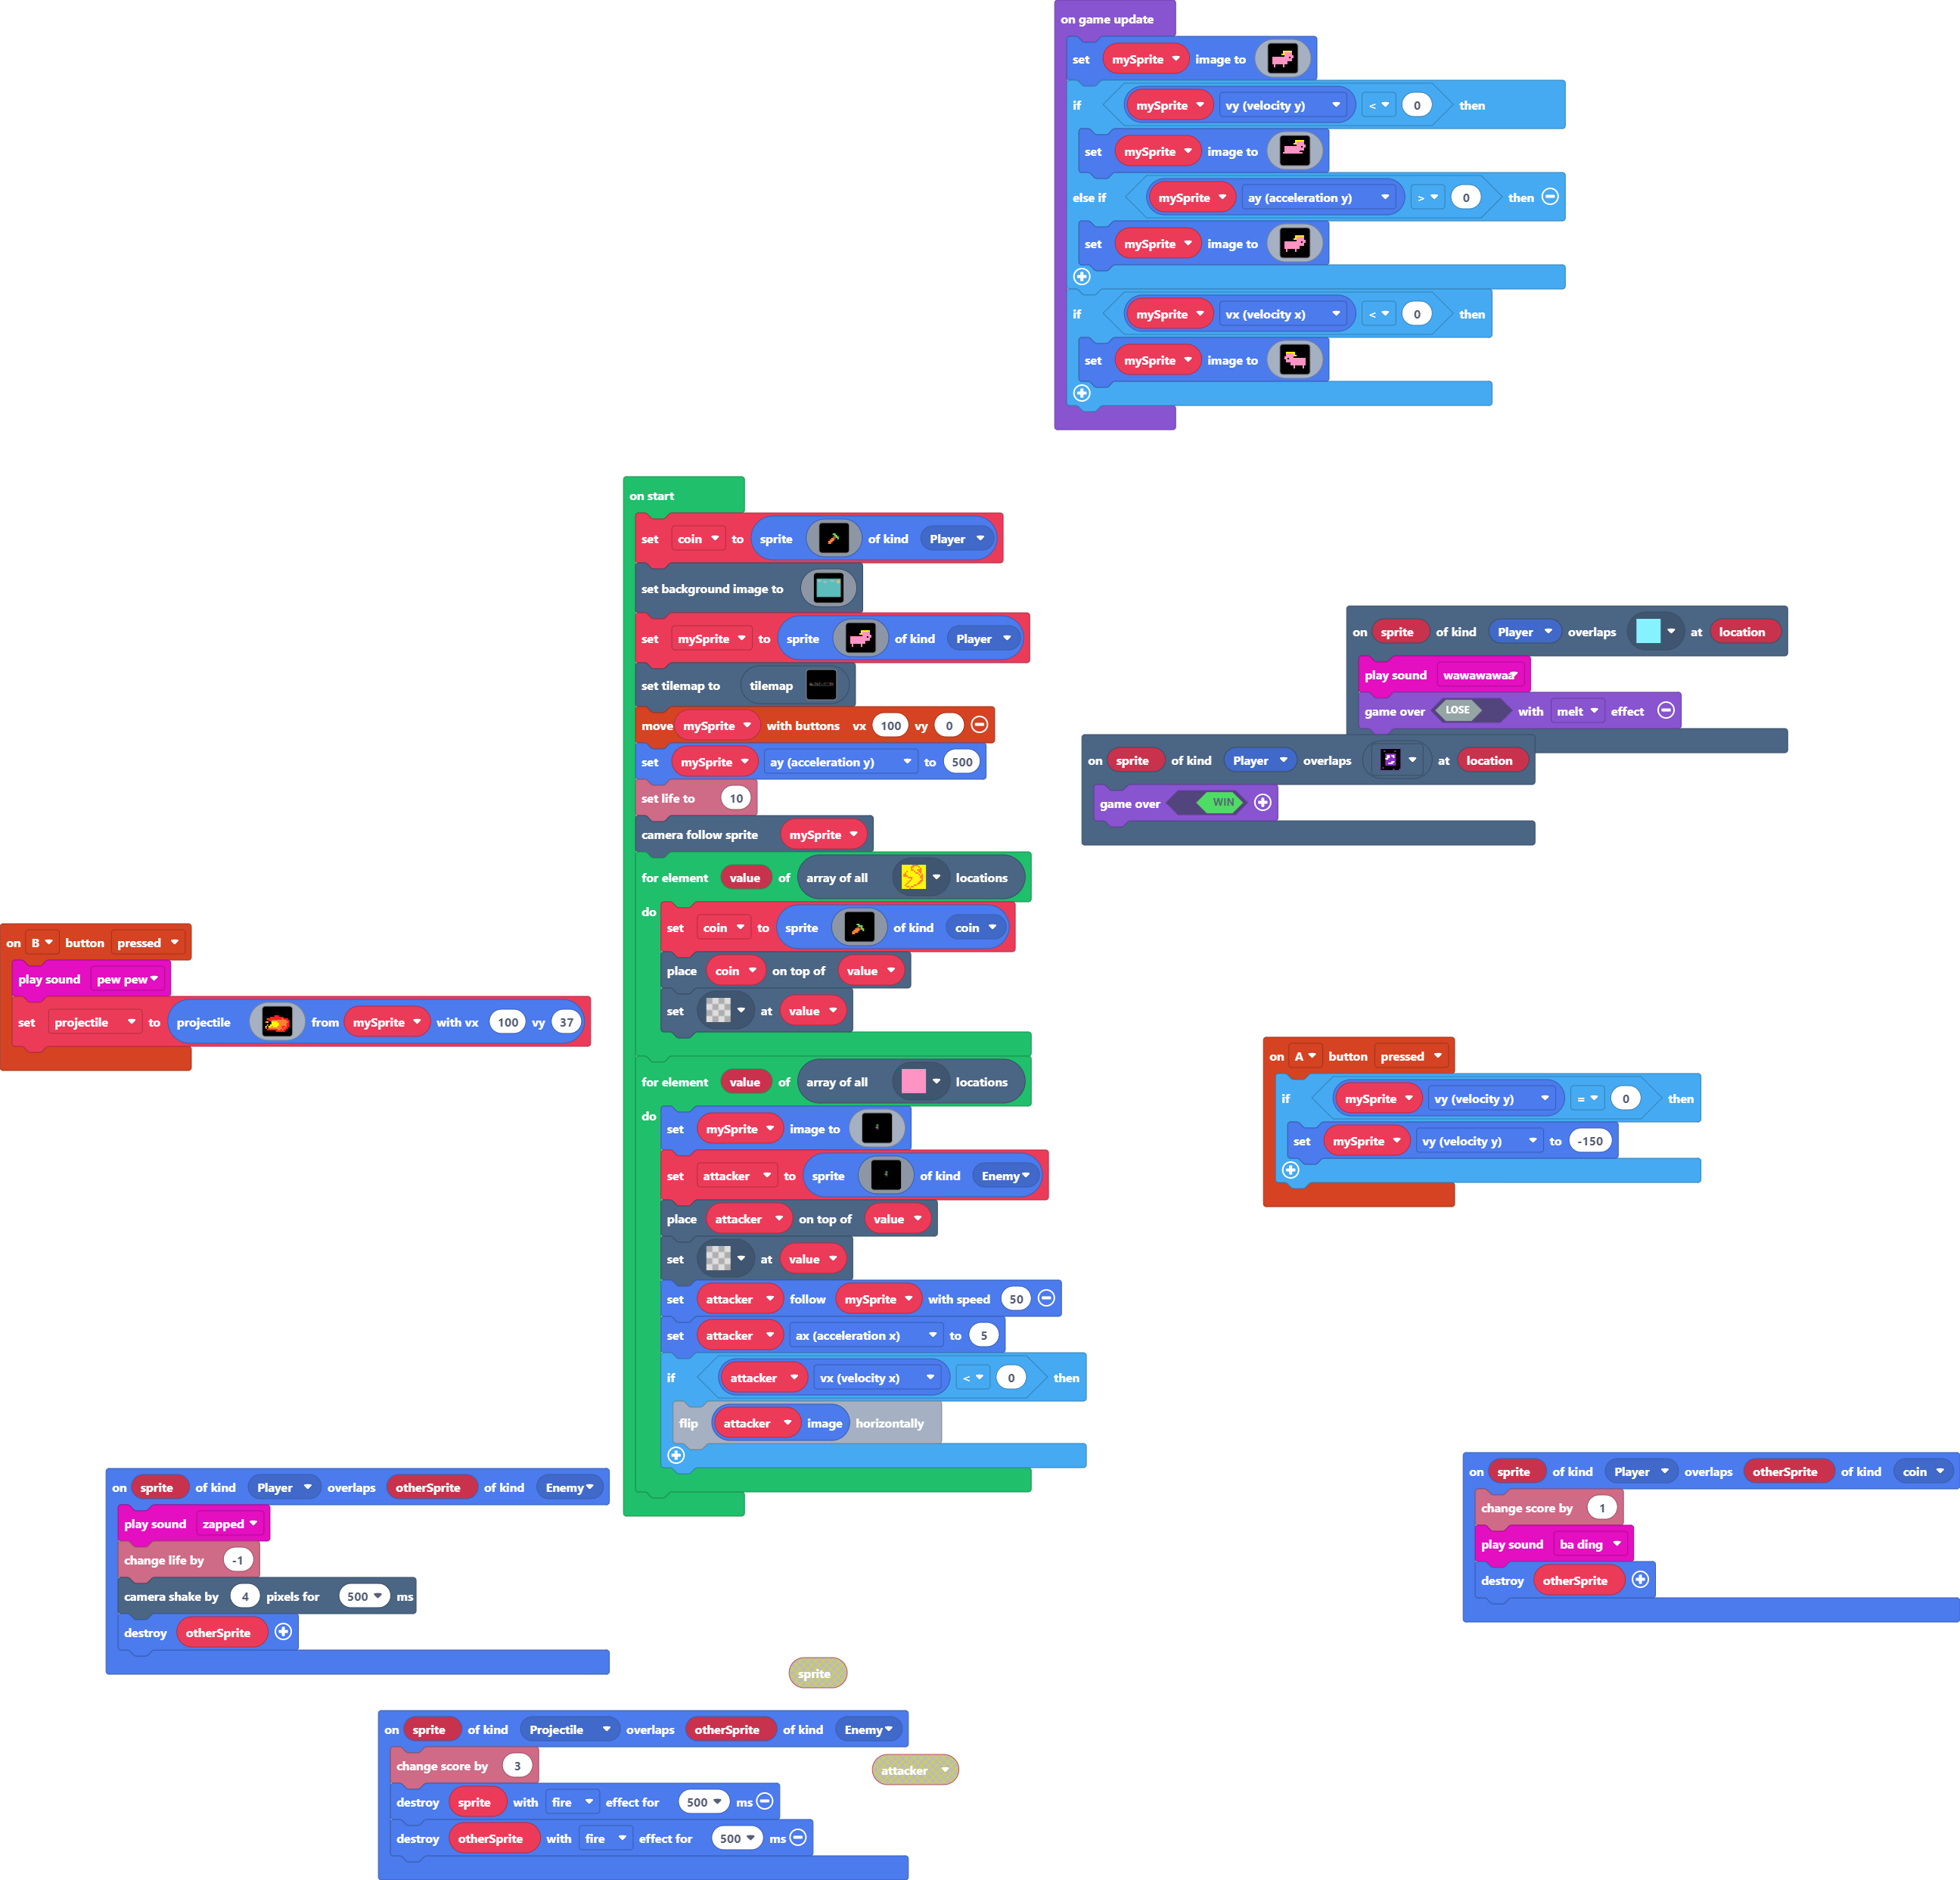 on game update
set mySprite image to
if mySprite vy (velocity y) < 0 then
set mySprite image to
else if mySprite ay (acceleration y) > 0 then
set mySprite image to
if mySprite vx (velocity x) < 0 then
set mySprite image to
on start
set coin to sprite of kind Player
set background image to
set mySprite to sprite of kind Player
set tilemap to tilemap
move mySprite with buttons vx 100 vy 0
set mySprite ay (acceleration y) to 500
set life to 10
camera follow sprite mySprite
for element value of array of all locations
do
set coin to sprite of kind coin
place coin on top of value
set at value
for element value of array of all locations
do
set mySprite image to
set attacker to sprite of kind Enemy
place attacker on top of value
set at value
set attacker follow mySprite with speed 50
set attacker ax (acceleration x) to 5
if attacker vx (velocity x) < 0 then
flip attacker image horizontally
on sprite of kind Player overlaps at location
play sound wawawawaa
game over LOSE with melt effect
on sprite of kind Player overlaps at location
game over WIN
on B button pressed
play sound pew pew
set projectile to projectile from mySprite with vx 100 vy 37
on A button pressed
if mySprite vy (velocity y) = 0 then
set mySprite vy (velocity y) to -150
on sprite of kind Player overlaps otherSprite of kind Enemy
play sound zapped
change life by -1
camera shake by 4 pixels for 500 ms
destroy otherSprite
on sprite of kind Player overlaps otherSprite of kind coin
change score by 1
play sound ba ding
destroy otherSprite
sprite
on sprite of kind Projectile overlaps otherSprite of kind Enemy
change score by 3
destroy sprite with fire effect for 500 ms
destroy otherSprite with fire effect for 500 ms
attacker